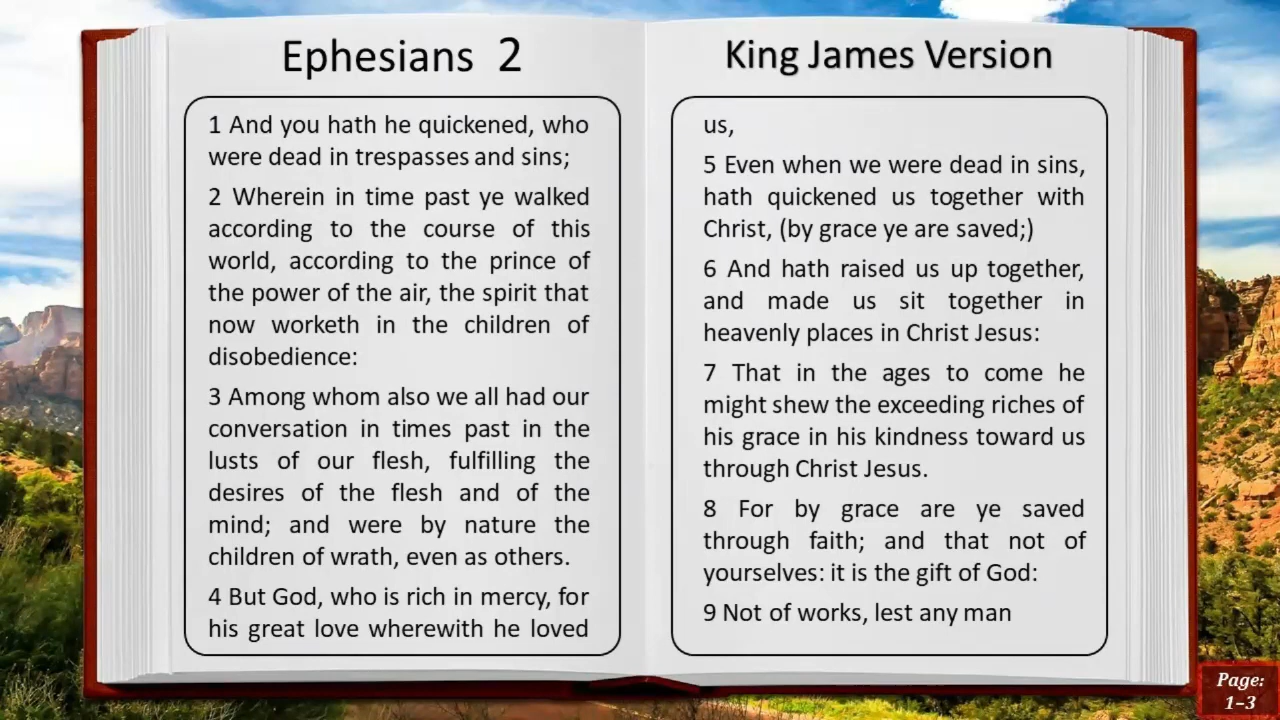 Ephesians 2
1 And you hath he quickened, who
were dead in trespasses and sins;
2 Wherein in time past ye walked
according to the course of this
world, according to the prince of
the power of the air, the spirit that
now worketh in the children of
disobedience:
3 Among whom also we all had our
conversation in times past in the
lusts of our flesh, fulfilling the
desires of the flesh and of the
mind; and were by nature the
children of wrath, even as others.
4 But God, who is rich in mercy, for
his great love wherewith he loved
King James Version
us,
5 Even when we were dead in sins,
hath quickened us together with
Christ, (by grace ye are saved;)
6 And hath raised us up together,
and made us sit together in
heavenly places in Christ Jesus:
7 That in the ages to come he
might shew the exceeding riches of
his grace in his kindness toward us
through Christ Jesus.
8 For by grace are ye saved
through faith; and that not of
yourselves: it is the gift of God:
9 Not of works, lest any man
Page:
1–3